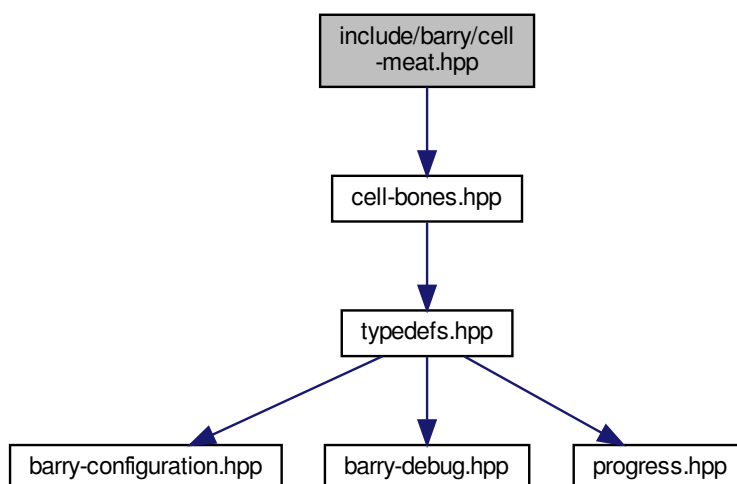 include/barry/cell
-meat.hpp
cell-bones.hpp
typedefs.hpp
barry-configuration.hpp
barry-debug.hpp
progress.hpp